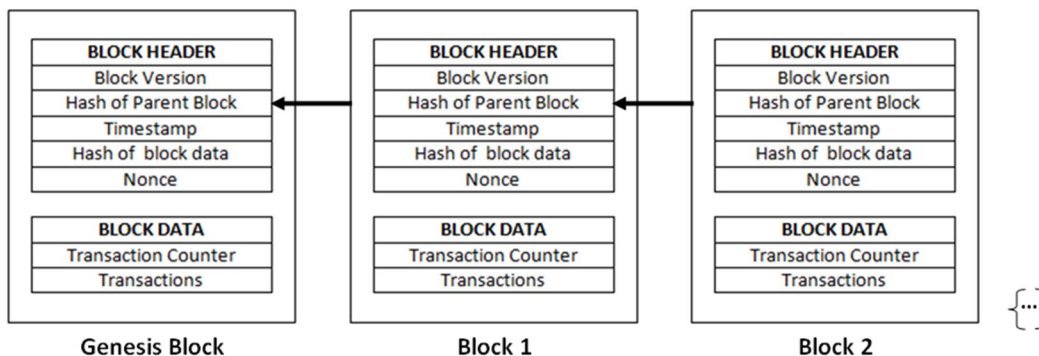 BLOCK HEADER
Block Version
Hash of Parent Block
Timestamp
Hash of block data
Nonce
BLOCK DATA
Transaction Counter
Transactions
Genesis Block
BLOCK HEADER
Block Version
Hash of Parent Block
Timestamp
Hash of block data
Nonce
BLOCK DATA
Transaction Counter
Transactions
Block 1
BLOCK HEADER
Block Version
Hash of Parent Block
Timestamp
Hash of block data
Nonce
BLOCK DATA
Transaction Counter
Transactions
Block 2
{...}